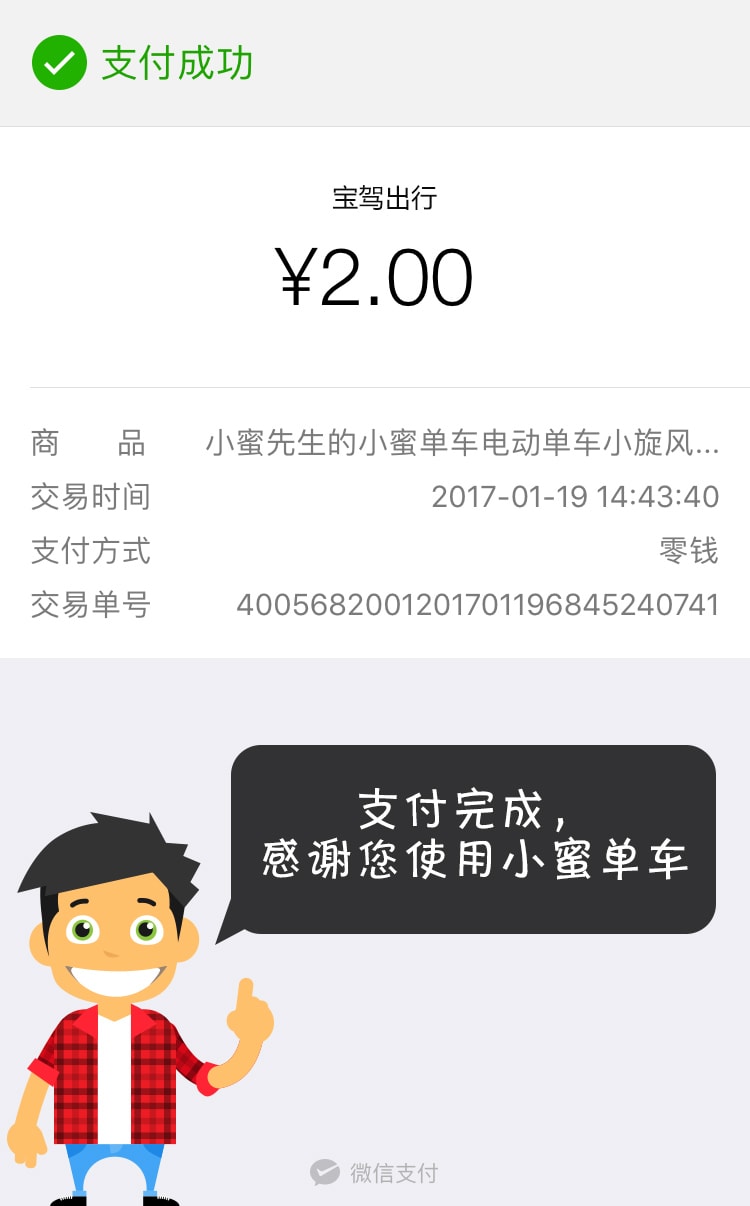 支付成功
宝驾出行
¥2.00
商 品 小蜜先生的小蜜单车电动单车小旋风...
交易时间 2017-01-19 14:43:40
支付方式 零钱
交易单号 4005682001201701196845240741
支付完成，
感谢您使用小蜜单车
微信支付